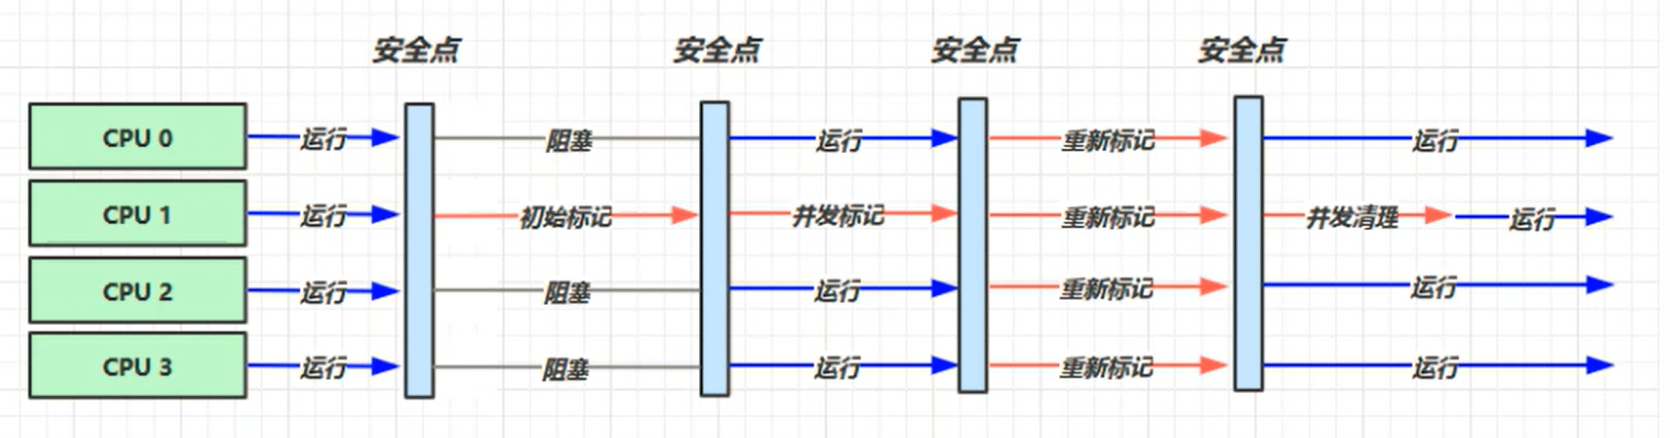 安全点 安全点 安全点 安全点
CPU 0 运行 阻塞 运行 重新标记 运行
CPU 1 运行 初始标记 并发标记 重新标记 并发清理 运行
CPU 2 运行 阻塞 运行 重新标记 运行
CPU 3 运行 阻塞 运行 重新标记 运行